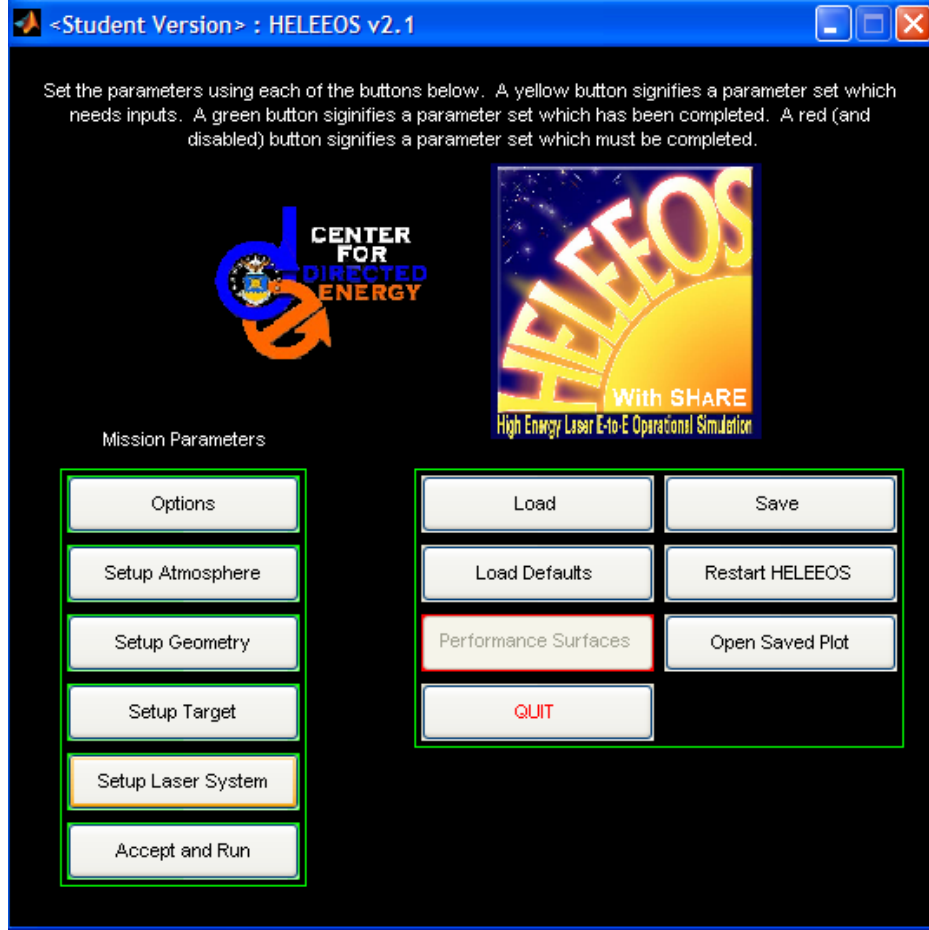 <Student Version> : HELEEOS v2.1
Set the parameters using each of the buttons below. A yellow button signifies a parameter set which
needs inputs. A green button siginifies a parameter set which has been completed. A red (and
disabled) button signifies a parameter set which must be completed.
CENTER
FOR
DIRECTED
ENERGY
HELEEOS
With SHARE
High Energy Laser E-to-E Operational Simulation
Mission Parameters
Options
Setup Atmosphere
Setup Geometry
Setup Target
Setup Laser System
Accept and Run
Load
Save
Load Defaults
Restart HELEEOS
Performance Surfaces
Open Saved Plot
QUIT